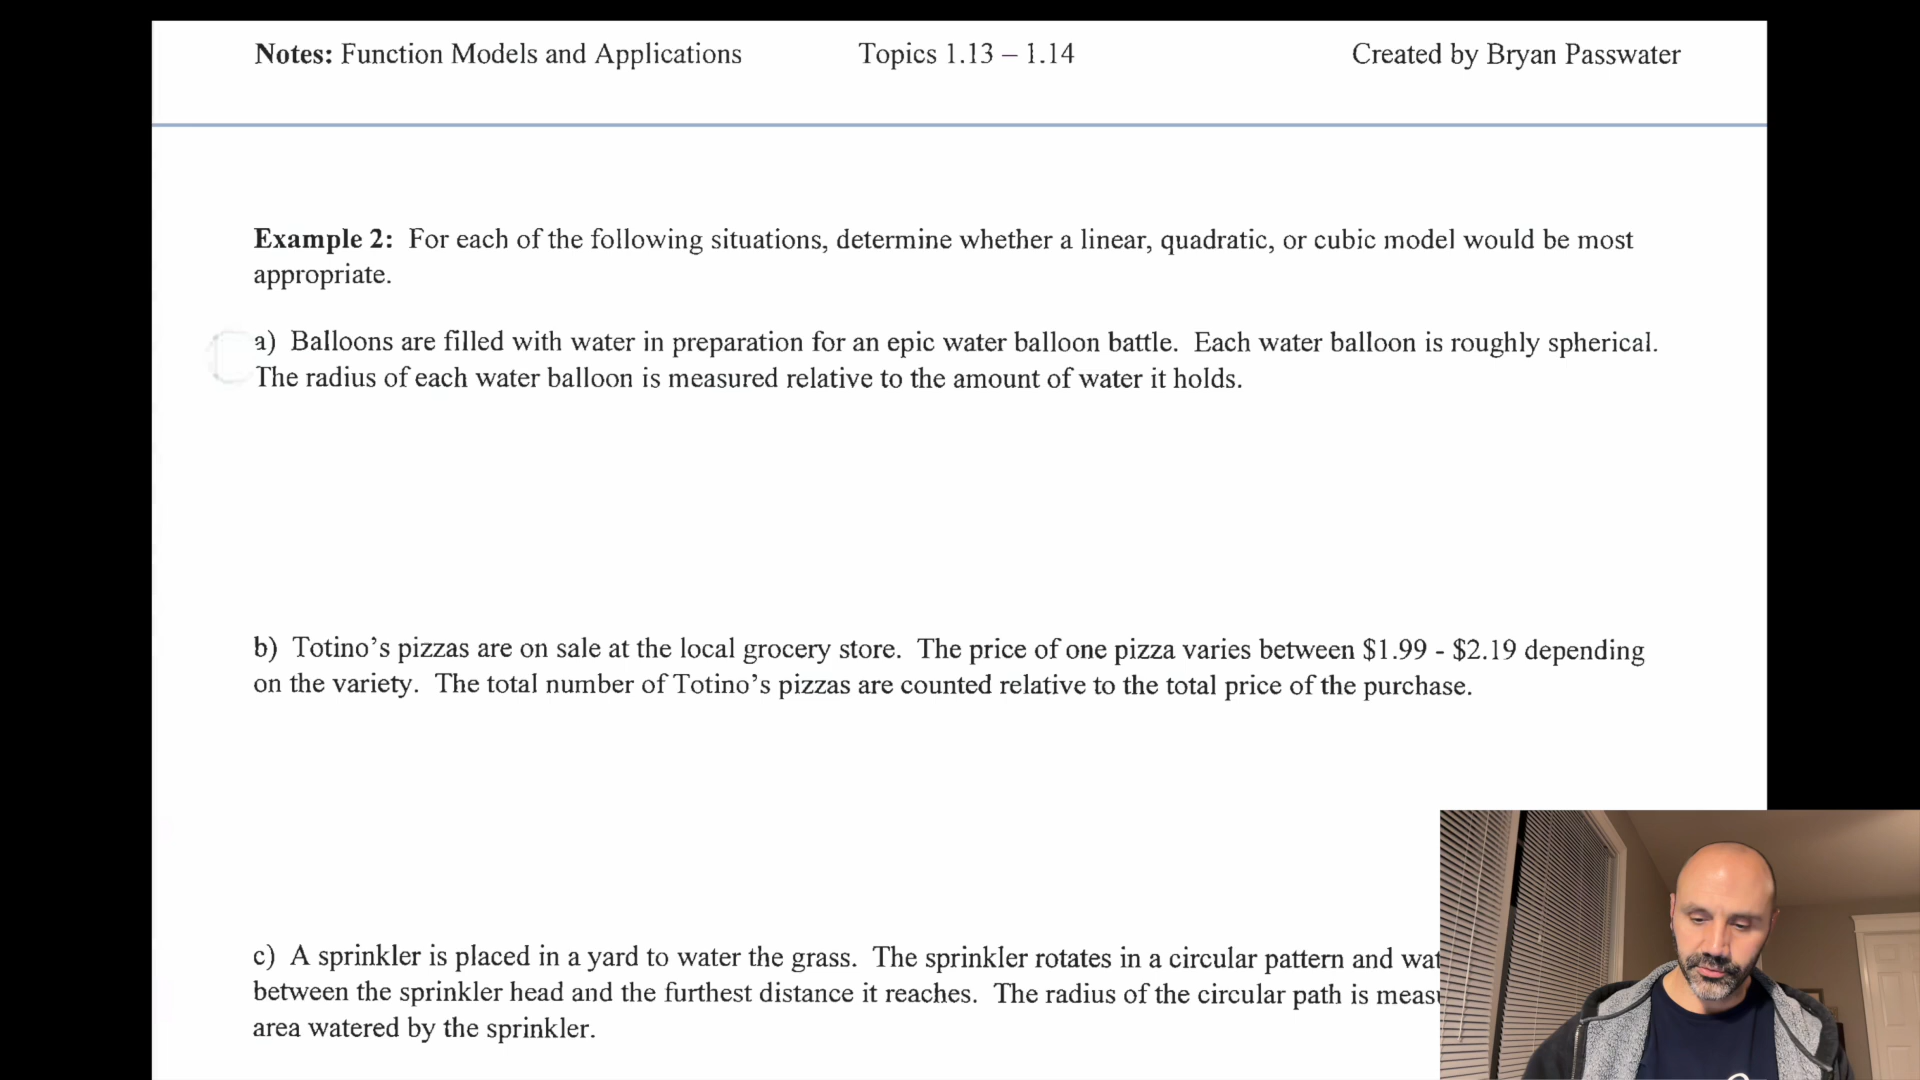 Notes: Function Models and Applications Topics 1.13 – 1.14 Created by Bryan Passwater
Example 2: For each of the following situations, determine whether a linear, quadratic, or cubic model would be most
appropriate.
a) Balloons are filled with water in preparation for an epic water balloon battle. Each water balloon is roughly spherical.
The radius of each water balloon is measured relative to the amount of water it holds.
b) Totino's pizzas are on sale at the local grocery store. The price of one pizza varies between $1.99 - $2.19 depending
on the variety. The total number of Totino's pizzas are counted relative to the total price of the purchase.
c) A sprinkler is placed in a yard to water the grass. The sprinkler rotates in a circular pattern and
between the sprinkler head and the furthest distance it reaches. The radius of the circular path is
area watered by the sprinkler.